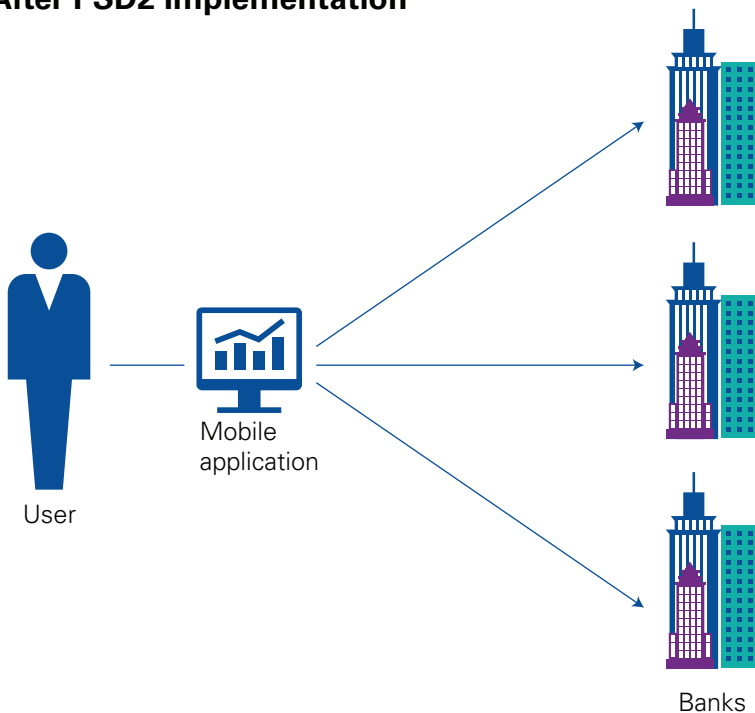 After PSD2 Implementation
Mobile
application
User
Banks